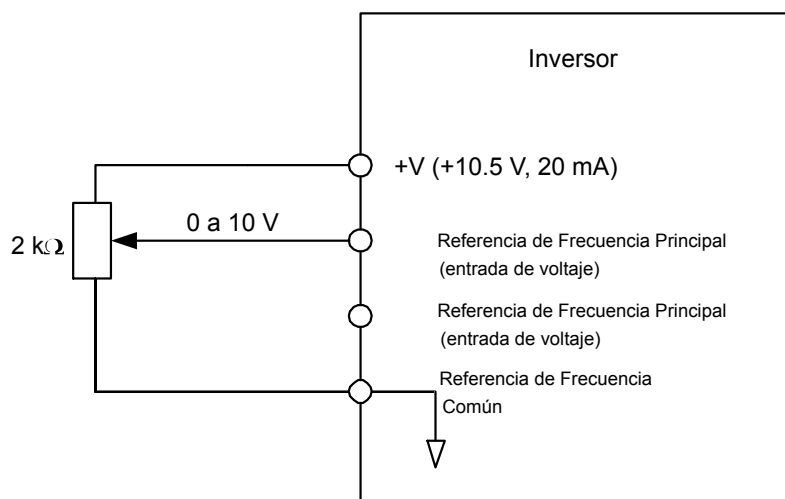 Inversor
+V (+10.5 V, 20 mA)
0 a 10 V
2 kΩ
Referencia de Frecuencia Principal
(entrada de voltaje)
Referencia de Frecuencia Principal
(entrada de voltaje)
Referencia de Frecuencia
Común